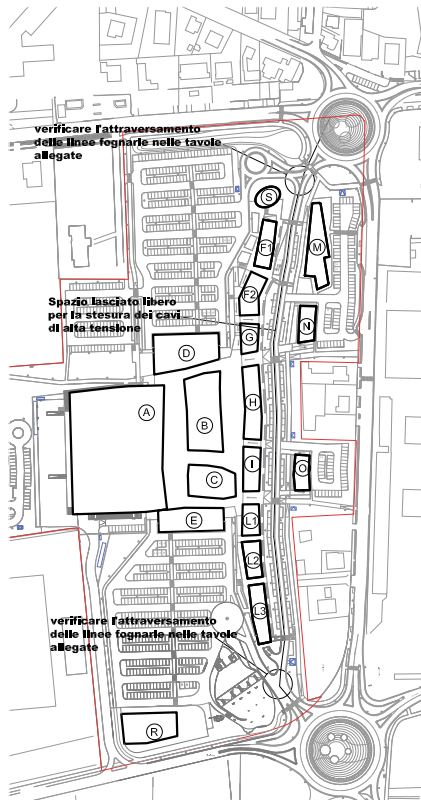 verificare l'attraversamento
delle linee fognarie nelle tavole
allegate
S
F1
M
F2
Spazio lasciato libero
per la stesura dei cavi
di alta tensione
N
G
D
A
B
H
I
O
C
E
L1
L2
L3
verificare l'attraversamento
delle linee fognarie nelle tavole
allegate
R